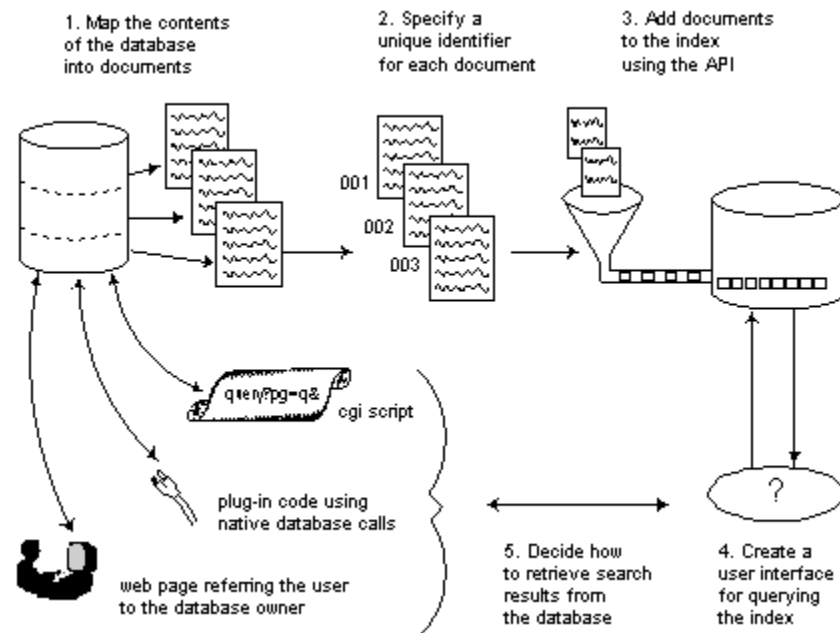 1. Map the contents
of the database
into documents
2. Specify a
unique identifier
for each document
3. Add documents
to the index
using the API
001
002
003
query?pg=q&
cgi script
plug-in code using
native database calls
web page referring the user
to the database owner
?
5. Decide how
to retrieve search
results from
the database
4. Create a
user interface
for querying
the index